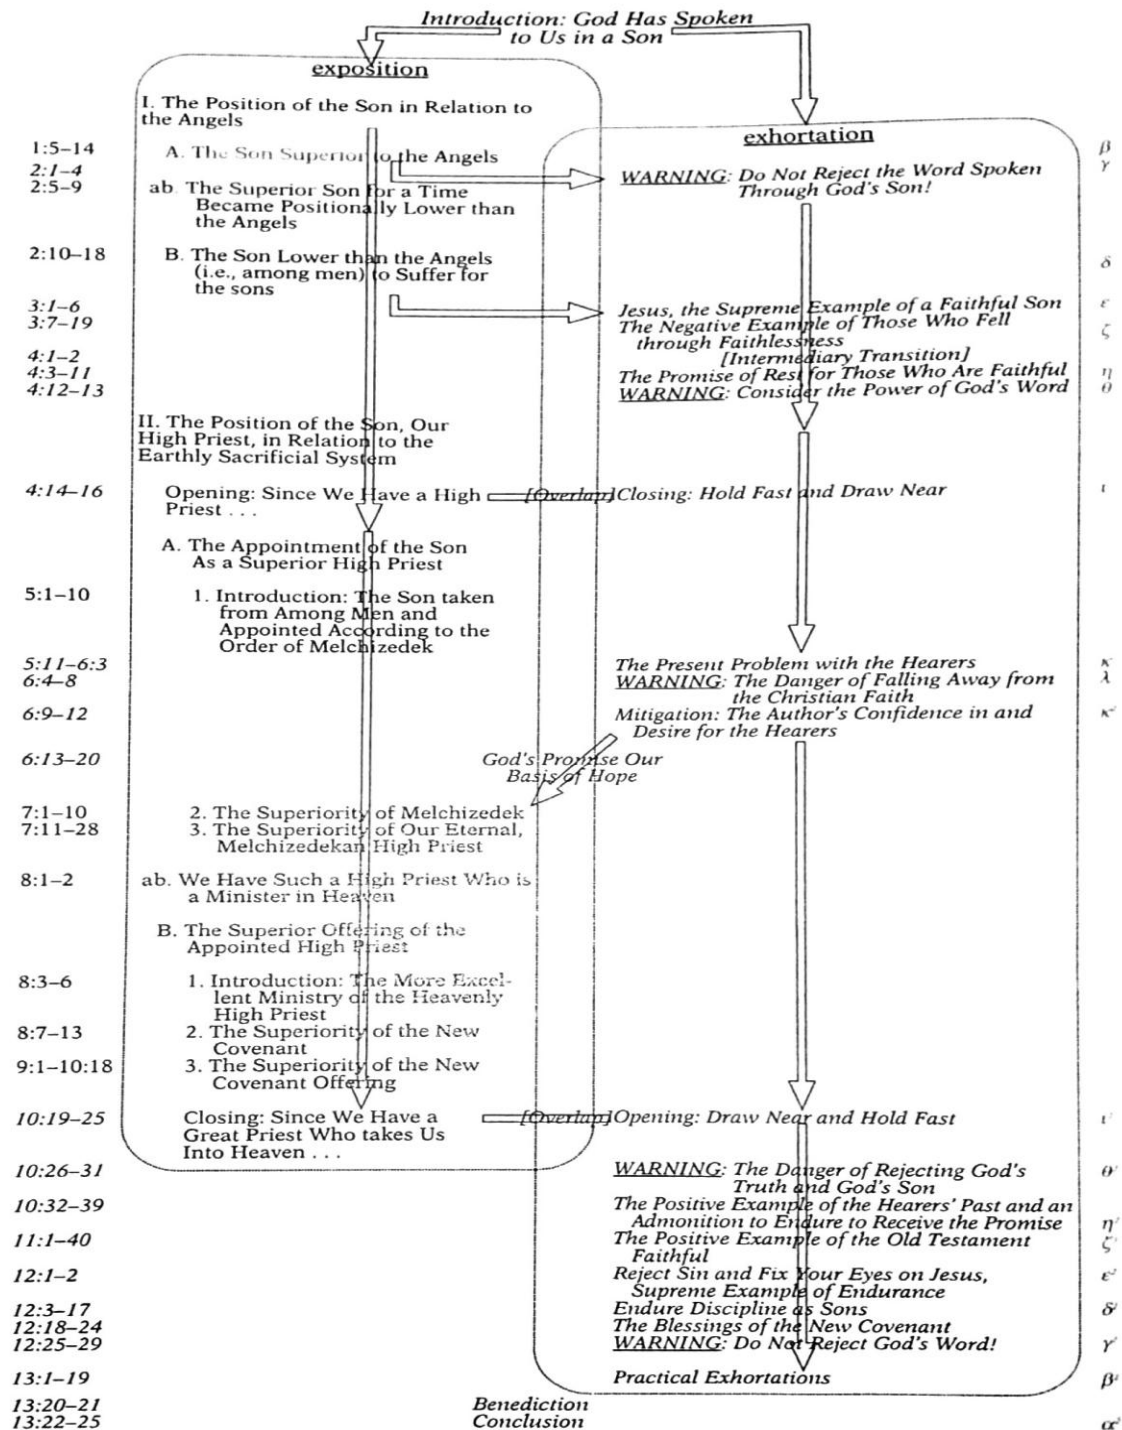 Introduction: God Has Spoken
to Us in a Son
exposition
I. The Position of the Son in Relation to
the Angels
exhortation
1:5–14 A. The Son Superior to the Angels β
2:1–4 WARNING: Do Not Reject the Word Spoken γ
Through God's Son!
2:5–9 ab. The Superior Son for a Time
Became Positionally Lower than
the Angels
2:10–18 B. The Son Lower than the Angels δ
(i.e., among men) to Suffer for
the sons
3:1–6 Jesus, the Supreme Example of a Faithful Son ε
3:7–19 The Negative Example of Those Who Fell ζ
through Faithlessness
4:1–2 [Intermediary Transition]
4:3–11 The Promise of Rest for Those Who Are Faithful η
4:12–13 WARNING: Consider the Power of God's Word θ
II. The Position of the Son, Our
High Priest, in Relation to the
Earthly Sacrificial System
4:14–16 Opening: Since We Have a High [Overlap] Closing: Hold Fast and Draw Near ι
Priest . . .
A. The Appointment of the Son
As a Superior High Priest
5:1–10 1. Introduction: The Son taken
from Among Men and
Appointed According to the
Order of Melchizedek
5:11–6:3 The Present Problem with the Hearers κ
6:4–8 WARNING: The Danger of Falling Away from λ
the Christian Faith
6:9–12 Mitigation: The Author's Confidence in and κ²
Desire for the Hearers
6:13–20 God's Promise Our
Basis of Hope
7:1–10 2. The Superiority of Melchizedek
7:11–28 3. The Superiority of Our Eternal,
Melchizedekan High Priest
8:1–2 ab. We Have Such a High Priest Who is
a Minister in Heaven
B. The Superior Offering of the
Appointed High Priest
8:3–6 1. Introduction: The More Excel-
lent Ministry of the Heavenly
High Priest
8:7–13 2. The Superiority of the New
Covenant
9:1–10:18 3. The Superiority of the New
Covenant Offering
10:19–25 Closing: Since We Have a [Overlap] Opening: Draw Near and Hold Fast ι²
Great Priest Who takes Us
Into Heaven . . .
10:26–31 WARNING: The Danger of Rejecting God's θ²
Truth and God's Son
10:32–39 The Positive Example of the Hearers' Past and an
Admonition to Endure to Receive the Promise η²
11:1–40 The Positive Example of the Old Testament ζ²
Faithful
12:1–2 Reject Sin and Fix Your Eyes on Jesus, ε²
Supreme Example of Endurance
12:3–17 Endure Discipline as Sons δ²
12:18–24 The Blessings of the New Covenant
12:25–29 WARNING: Do Not Reject God's Word! γ²
13:1–19 Practical Exhortations β²
13:20–21 Benediction
13:22–25 Conclusion α²